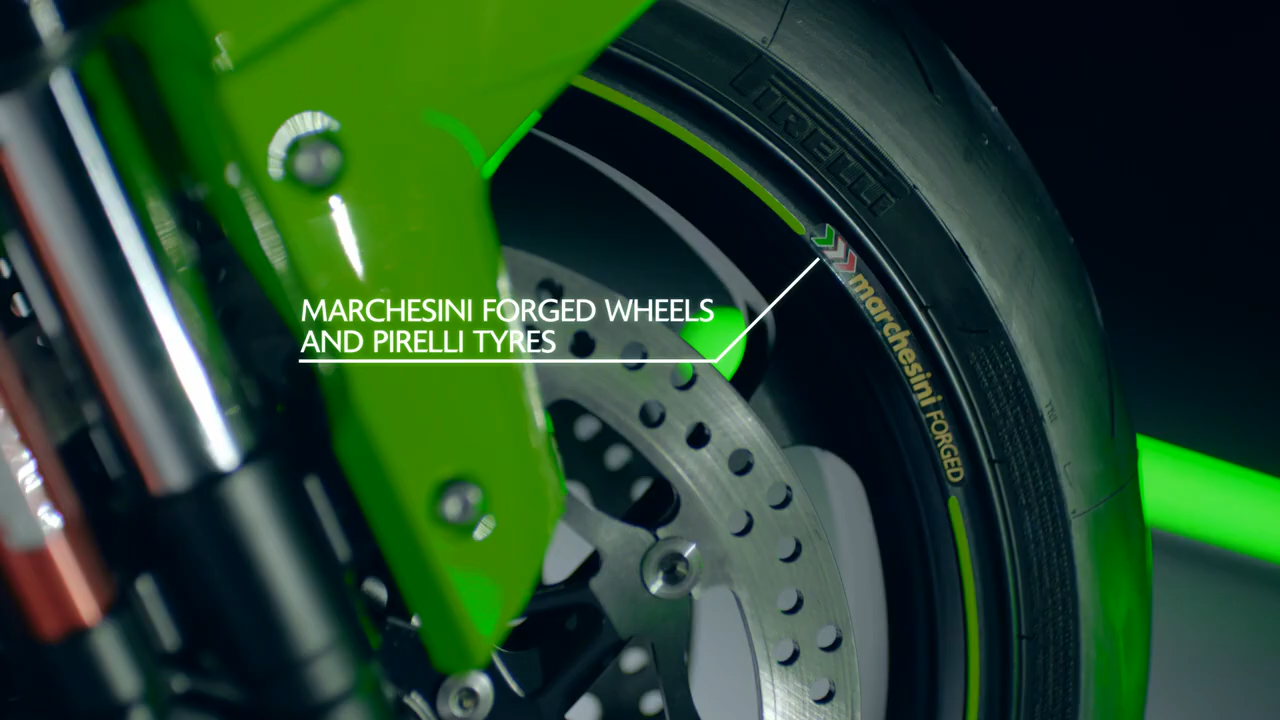 PIRELLI
MARCHESINI FORGED WHEELS
AND PIRELLI TYRES
marchesini FORGED